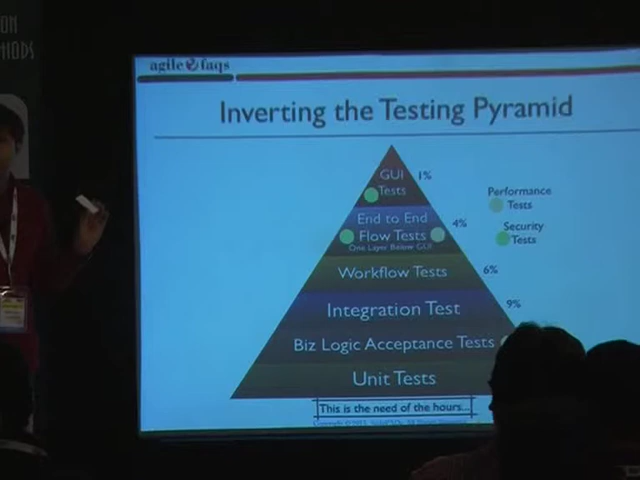 ON
HODS
agile faqs
Inverting the Testing Pyramid
GUI
Tests
1%
End to End
Flow Tests
One Layer Below GUI
4%
Performance
Tests
Security
Tests
Workflow Tests
6%
Integration Test
9%
Biz Logic Acceptance Tests
Unit Tests
This is the need of the hours...